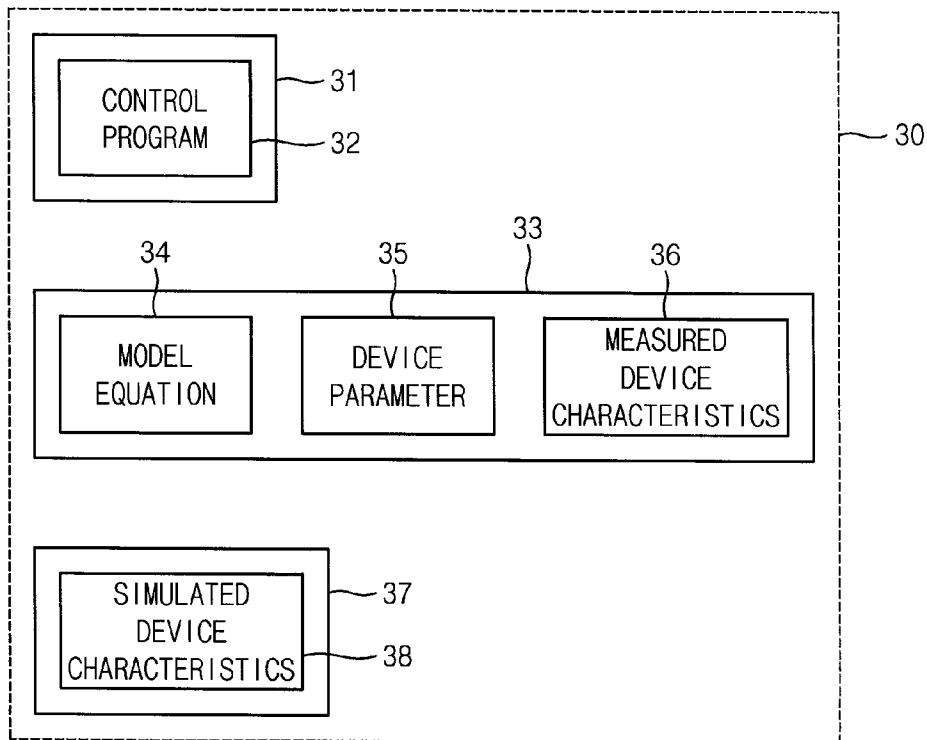 CONTROL
PROGRAM
31
32
30
33
34
35
36
MODEL
EQUATION
DEVICE
PARAMETER
MEASURED
DEVICE
CHARACTERISTICS
SIMULATED
DEVICE
CHARACTERISTICS
37
38